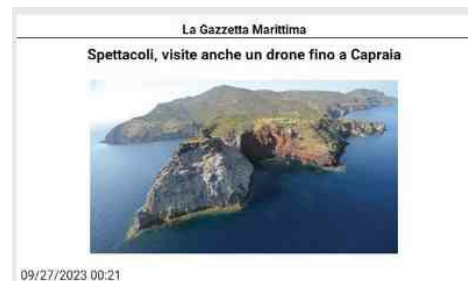 La Gazzetta Marittima
Spettacoli, visite anche un drone fino a Capraia
09/27/2023 00:21